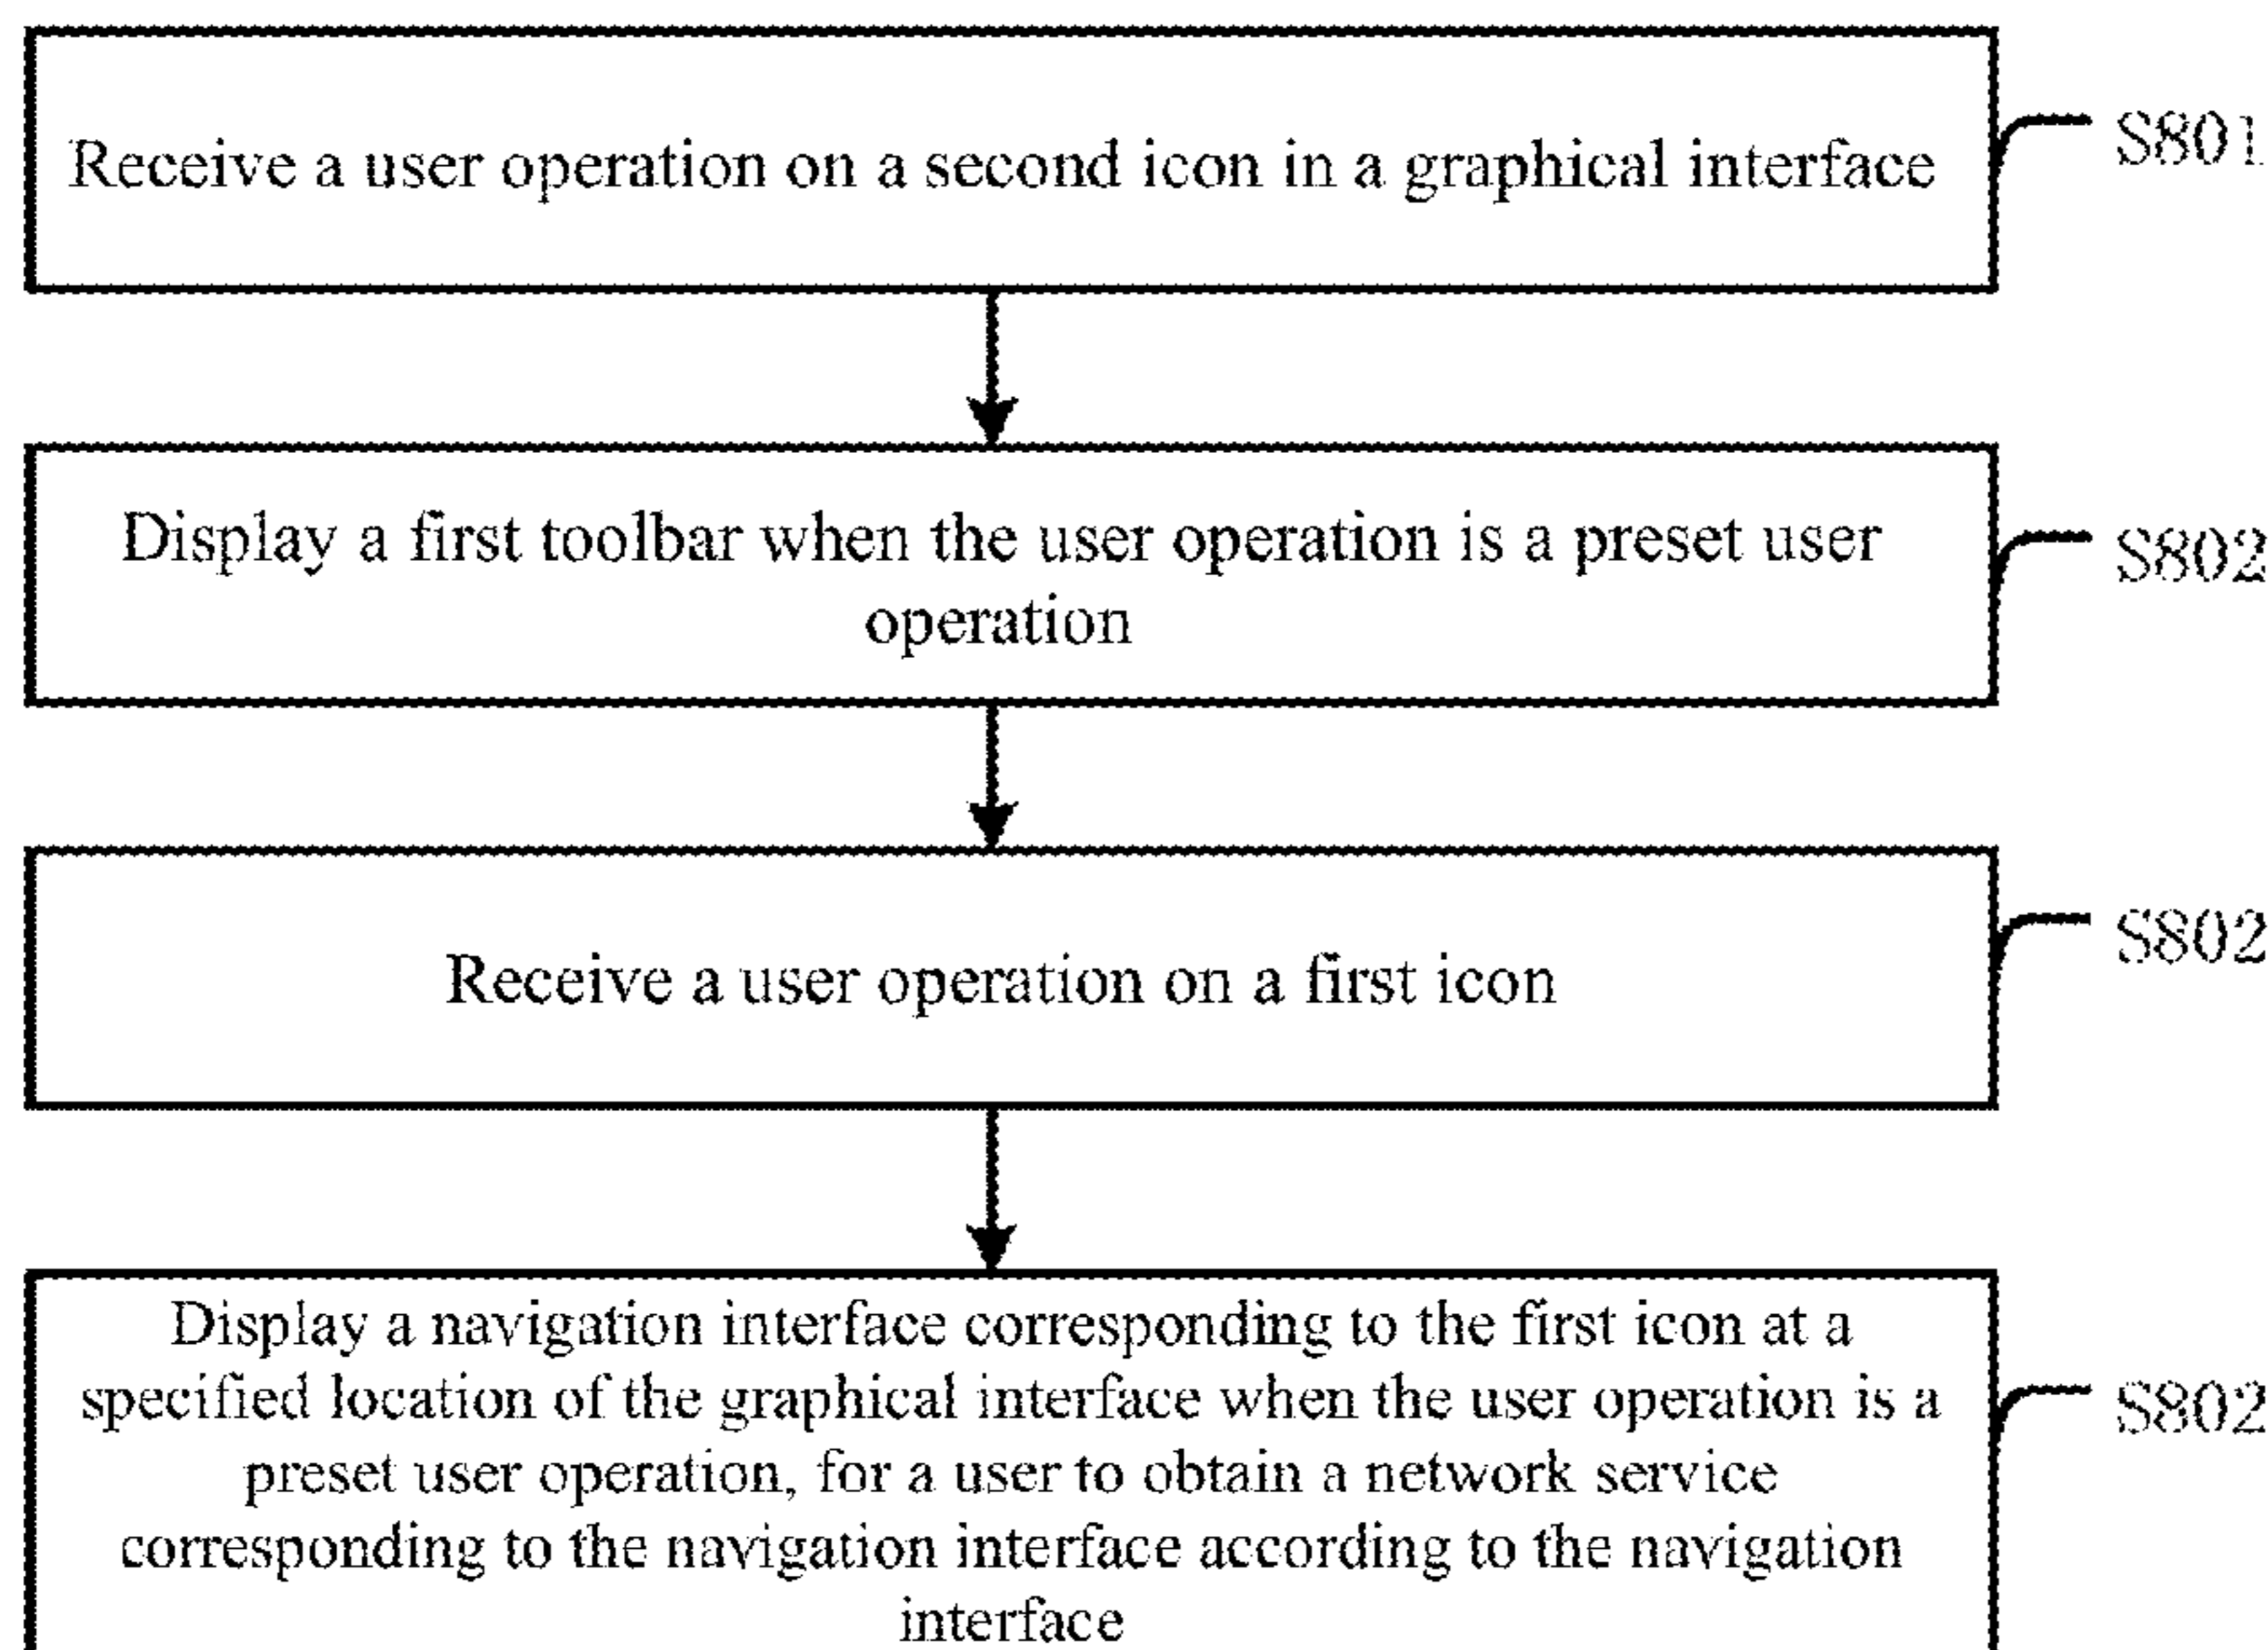 Receive a user operation on a second icon in a graphical interface
S801
Display a first toolbar when the user operation is a preset user
operation
S802
Receive a user operation on a first icon
S802
Display a navigation interface corresponding to the first icon at a
specified location of the graphical interface when the user operation is a
preset user operation, for a user to obtain a network service
corresponding to the navigation interface according to the navigation
interface
S802